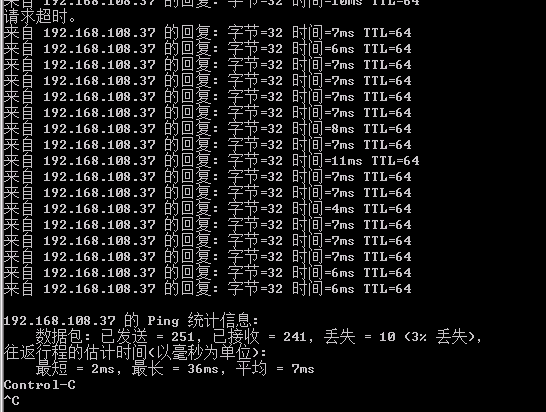 来自 192.168.108.37 的回复: 字节=32 时间=10ms TTL=64
请求超时。
来自 192.168.108.37 的回复: 字节=32 时间=7ms TTL=64
来自 192.168.108.37 的回复: 字节=32 时间=6ms TTL=64
来自 192.168.108.37 的回复: 字节=32 时间=6ms TTL=64
来自 192.168.108.37 的回复: 字节=32 时间=7ms TTL=64
来自 192.168.108.37 的回复: 字节=32 时间=7ms TTL=64
来自 192.168.108.37 的回复: 字节=32 时间=7ms TTL=64
来自 192.168.108.37 的回复: 字节=32 时间=8ms TTL=64
来自 192.168.108.37 的回复: 字节=32 时间=7ms TTL=64
来自 192.168.108.37 的回复: 字节=32 时间=11ms TTL=64
来自 192.168.108.37 的回复: 字节=32 时间=7ms TTL=64
来自 192.168.108.37 的回复: 字节=32 时间=7ms TTL=64
来自 192.168.108.37 的回复: 字节=32 时间=4ms TTL=64
来自 192.168.108.37 的回复: 字节=32 时间=7ms TTL=64
来自 192.168.108.37 的回复: 字节=32 时间=7ms TTL=64
来自 192.168.108.37 的回复: 字节=32 时间=7ms TTL=64
来自 192.168.108.37 的回复: 字节=32 时间=6ms TTL=64
来自 192.168.108.37 的回复: 字节=32 时间=6ms TTL=64
192.168.108.37 的 Ping 统计信息:
数据包: 已发送 = 251, 已接收 = 241, 丢失 = 10 (3% 丢失),
往返行程的估计时间(以毫秒为单位):
最短 = 2ms, 最长 = 36ms, 平均 = 7ms
Control-C
^C